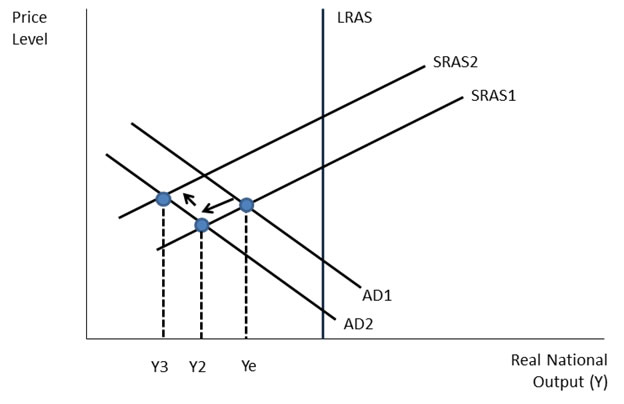 Price
Level
LRAS
SRAS2
SRAS1
AD1
AD2
Y3
Y2
Ye
Real National
Output (Y)